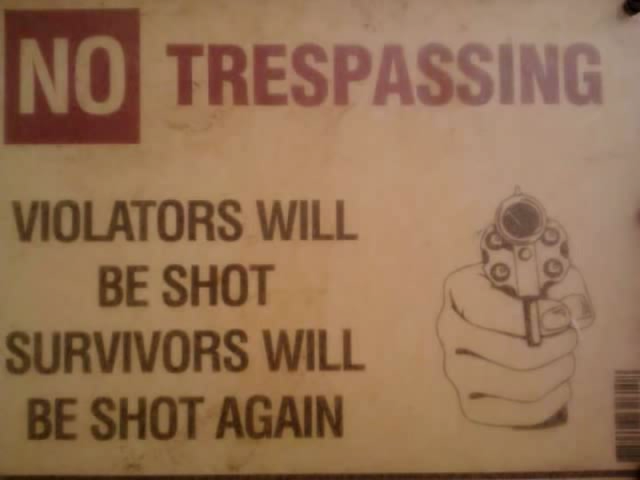 NO TRESPASSING
VIOLATORS WILL
BE SHOT
SURVIVORS WILL
BE SHOT AGAIN